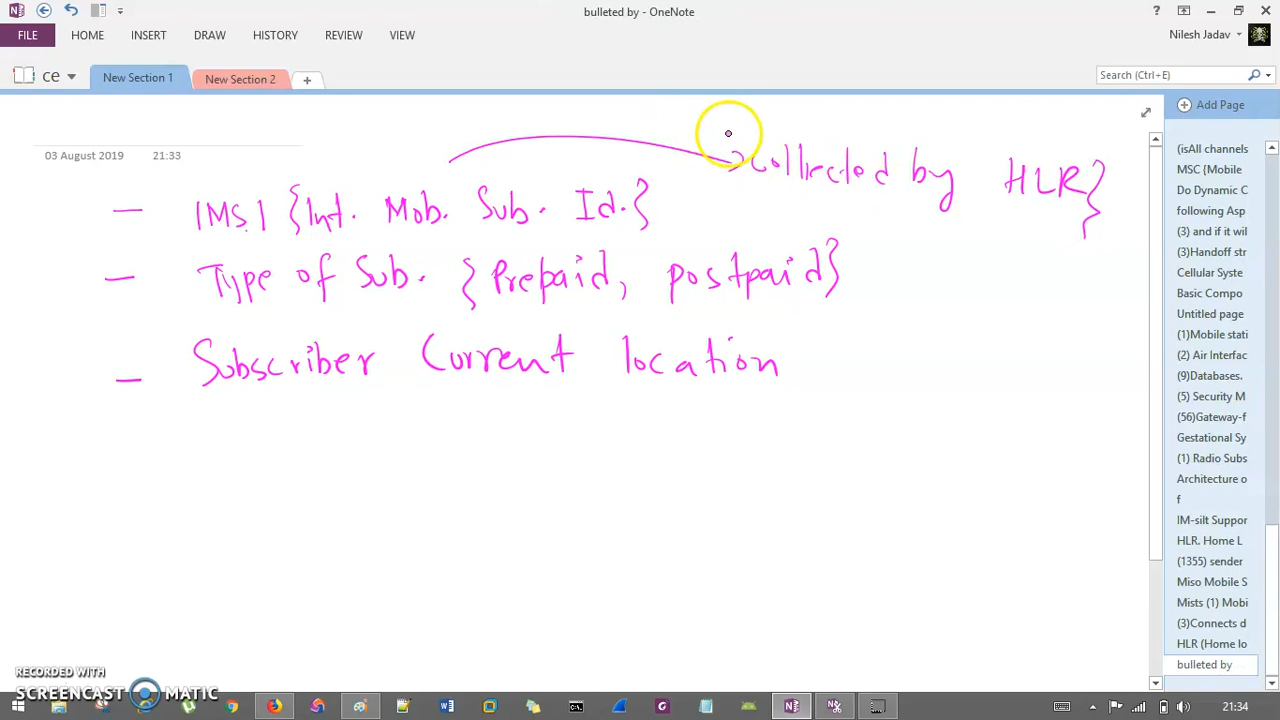 bulleted by - OneNote
FILE HOME INSERT DRAW HISTORY REVIEW VIEW
Nilesh Jadav
ce New Section 1 New Section 2 +
Search (Ctrl+E)
Add Page
03 August 2019 21:33
collected by HLR}
- IMSI {Int. Mob. Sub. Id.}
- Type of Sub. {Prepaid, postpaid}
- Subscriber Current location
(isAll channels
MSC (Mobile
Do Dynamic C
following Asp
(3) and if it wil
(3)Handoff str
Cellular Syste
Basic Compo
Untitled page
(1)Mobile stati
(2) Air Interfac
(9)Databases.
(5) Security M
(56)Gateway-f
Gestational Sy
(1) Radio Subs
Architecture o
f
IM-silt Suppor
HLR. Home L
(1355) sender
Miso Mobile S
Mists (1) Mobi
(3)Connects d
HLR (Home lo
bulleted by
RECORDED WITH
SCREENCAST MATIC
21:34